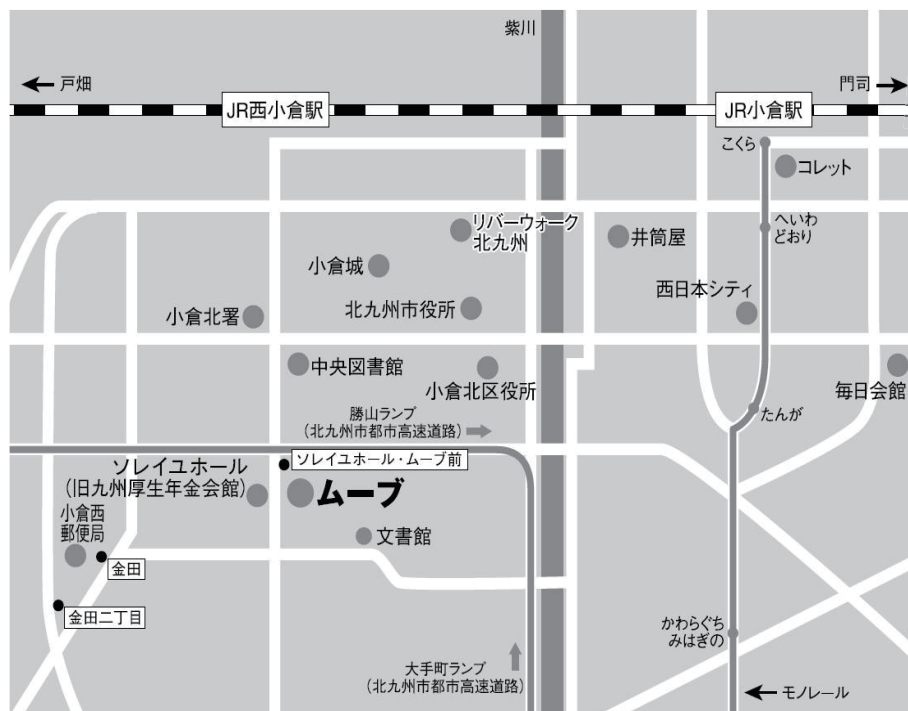 紫川
戸畑
門司
JR西小倉駅
JR小倉駅
こくら
コレット
リバーウォーク
北九州
井筒屋
へいわ
どおり
小倉城
西日本シティ
小倉北署
北九州市役所
中央図書館
小倉北区役所
毎日会館
勝山ランプ
(北九州市都市高速道路)
たんが
ソレイユホール
(旧九州厚生年金会館)
ソレイユホール・ムーブ前
ムーブ
小倉西
郵便局
文書館
金田
金田二丁目
かわらぐち
みはぎの
大手町ランプ
(北九州市都市高速道路)
モノレール